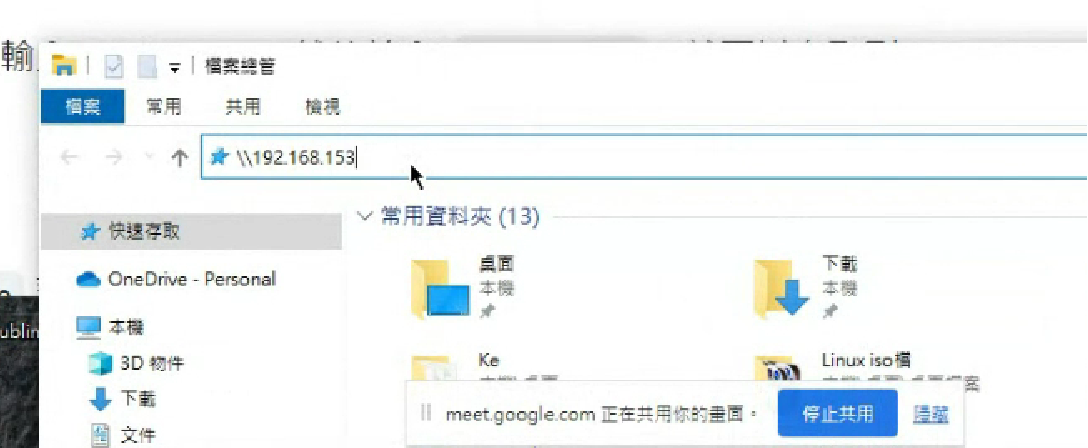 輸
檔案總管
檔案 常用 共用 檢視
\\192.168.153
快速存取
常用資料夾 (13)
OneDrive - Personal
桌面
本機
下載
本機
本機
3D 物件
下載
文件
Ke
Linux iso檔
ublim
meet.google.com 正在共用你的畫面。 停止共用 隱藏